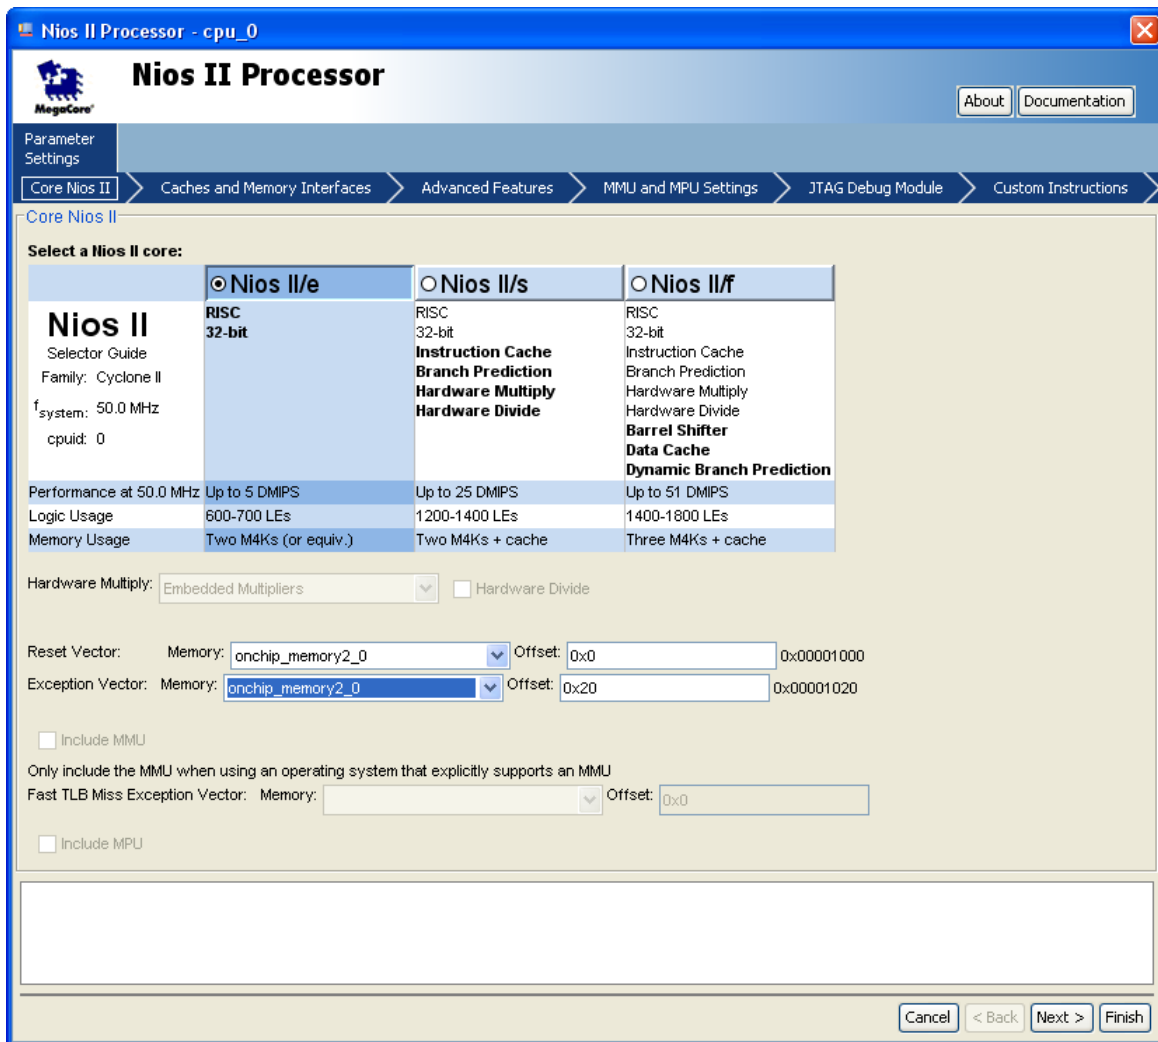 Nios II Processor - cpu_0
MegaCore®
Nios II Processor
About Documentation
Parameter Settings
Core Nios II Caches and Memory Interfaces Advanced Features MMU and MPU Settings JTAG Debug Module Custom Instructions
Core Nios II
Select a Nios II core:
Nios II/e Nios II/s Nios II/f
Nios II
Selector Guide
Family: Cyclone II
fsystem: 50.0 MHz
cpuid: 0
RISC
32-bit
RISC
32-bit
Instruction Cache
Branch Prediction
Hardware Multiply
Hardware Divide
RISC
32-bit
Instruction Cache
Branch Prediction
Hardware Multiply
Hardware Divide
Barrel Shifter
Data Cache
Dynamic Branch Prediction
Performance at 50.0 MHz Up to 5 DMIPS Up to 25 DMIPS Up to 51 DMIPS
Logic Usage 600-700 LEs 1200-1400 LEs 1400-1800 LEs
Memory Usage Two M4Ks (or equiv.) Two M4Ks + cache Three M4Ks + cache
Hardware Multiply: Embedded Multipliers Hardware Divide
Reset Vector: Memory: onchip_memory2_0 Offset: 0x0 0x00001000
Exception Vector: Memory: onchip_memory2_0 Offset: 0x20 0x00001020
Include MMU
Only include the MMU when using an operating system that explicitly supports an MMU
Fast TLB Miss Exception Vector: Memory: Offset: 0x0
Include MPU
Cancel < Back Next > Finish